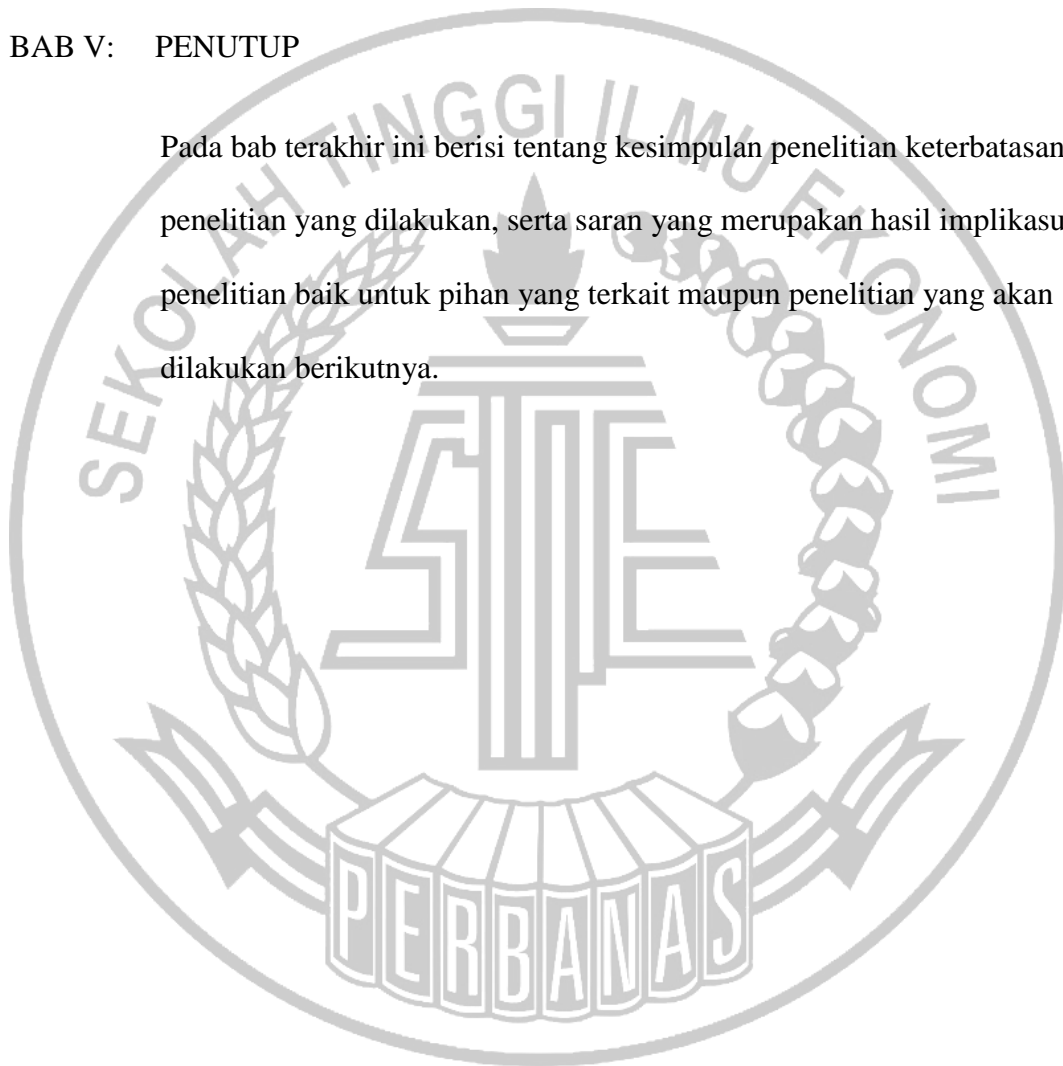 BAB V: PENUTUP
Pada bab terakhir ini berisi tentang kesimpulan penelitian keterbatasan
penelitian yang dilakukan, serta saran yang merupakan hasil implikasu
penelitian baik untuk pihan yang terkait maupun penelitian yang akan
dilakukan berikutnya.
SEKOLAH TINGGI ILMU EKONOMI
STIE
PERBANAS